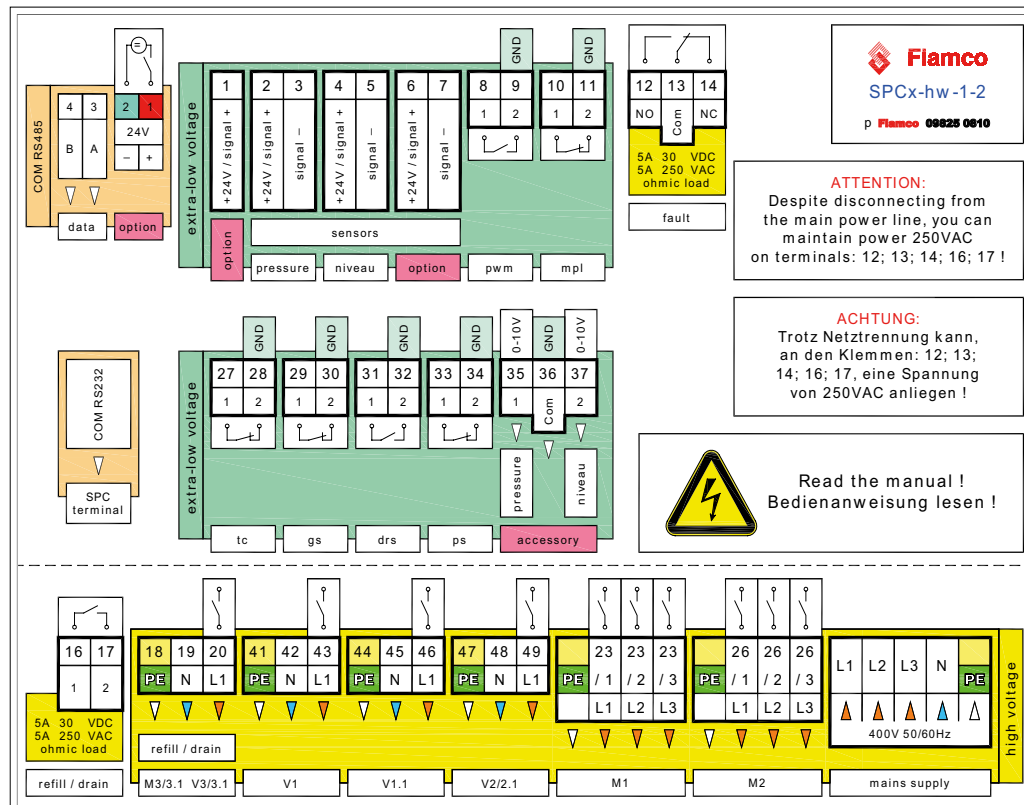 COM RS485
4 3
B A
data
2 1
24V
– +
option
extra-low voltage
1
+24V / signal +
option
2 3
+24V / signal +
signal –
4 5
+24V / signal +
signal –
6 7
+24V / signal +
signal –
sensors
pressure
niveau
option
GND
8 9
1 2
pwm
GND
10 11
1 2
mpl
12 13 14
NO Com NC
5A 30 VDC
5A 250 VAC
ohmic load
fault
Flamco
SPCx-hw-1-2
p Flamco 09825 0610
ATTENTION:
Despite disconnecting from
the main power line, you can
maintain power 250VAC
on terminals: 12; 13; 14; 16; 17 !
ACHTUNG:
Trotz Netztrennung kann,
an den Klemmen: 12; 13;
14; 16; 17, eine Spannung
von 250VAC anliegen !
Read the manual !
Bedienanweisung lesen !
COM RS232
SPC
terminal
extra-low voltage
GND
27 28
1 2
tc
GND
29 30
1 2
gs
GND
31 32
1 2
drs
GND
33 34
1 2
ps
0-10V GND 0-10V
35 36 37
1 Com 2
pressure
niveau
accessory
16 17
1 2
5A 30 VDC
5A 250 VAC
ohmic load
refill / drain
18 19 20
PE N L1
refill / drain
M3/3.1 V3/3.1
41 42 43
PE N L1
V1
44 45 46
PE N L1
V1.1
47 48 49
PE N L1
V2/2.1
23 23 23
PE / 1 / 2 / 3
L1 L2 L3
M1
26 26 26
PE / 1 / 2 / 3
L1 L2 L3
M2
L1 L2 L3 N PE
400V 50/60Hz
mains supply
high voltage